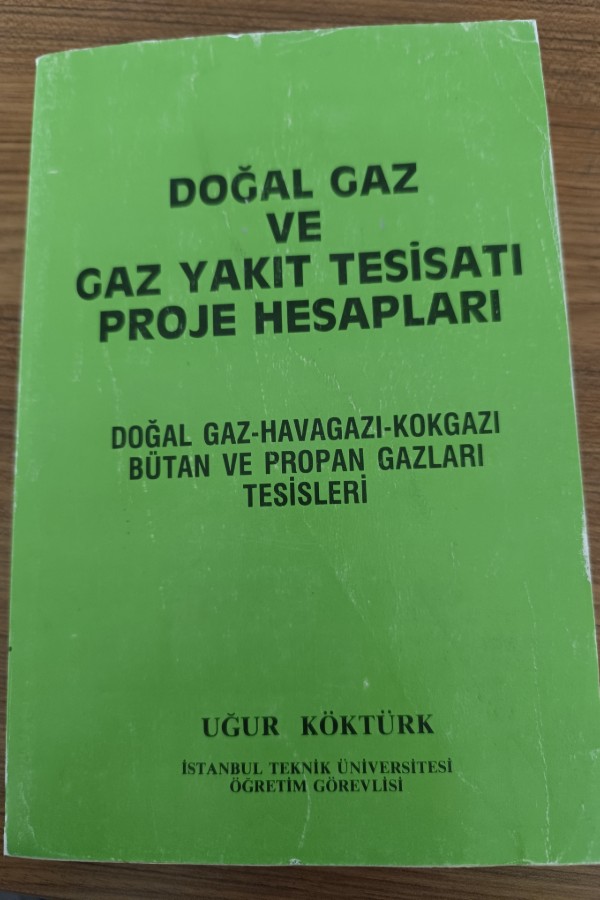 DOĞAL GAZ
VE
GAZ YAKIT TESİSATI
PROJE HESAPLARI
DOĞAL GAZ-HAVAGAZI-KOKGAZI
BÜTAN VE PROPAN GAZLARI
TESİSLERİ
UĞUR KÖKTÜRK
İSTANBUL TEKNİK ÜNİVERSİTESİ
ÖĞRETİM GÖREVLİSİ